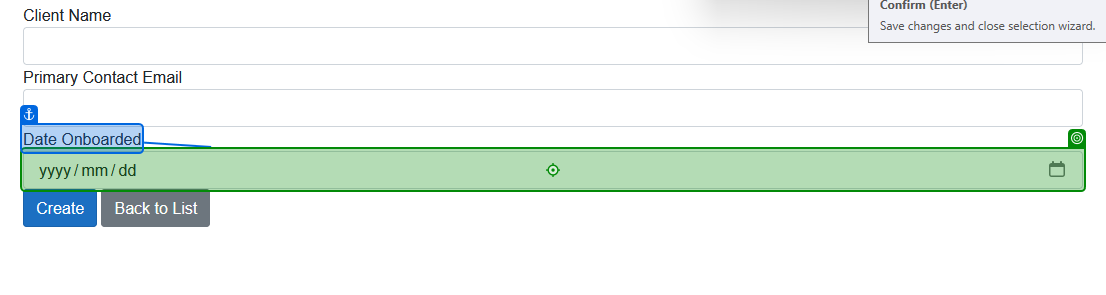 Client Name
Confirm (Enter)
Save changes and close selection wizard.
Primary Contact Email
Date Onboarded
yyyy/mm/dd
Create
Back to List